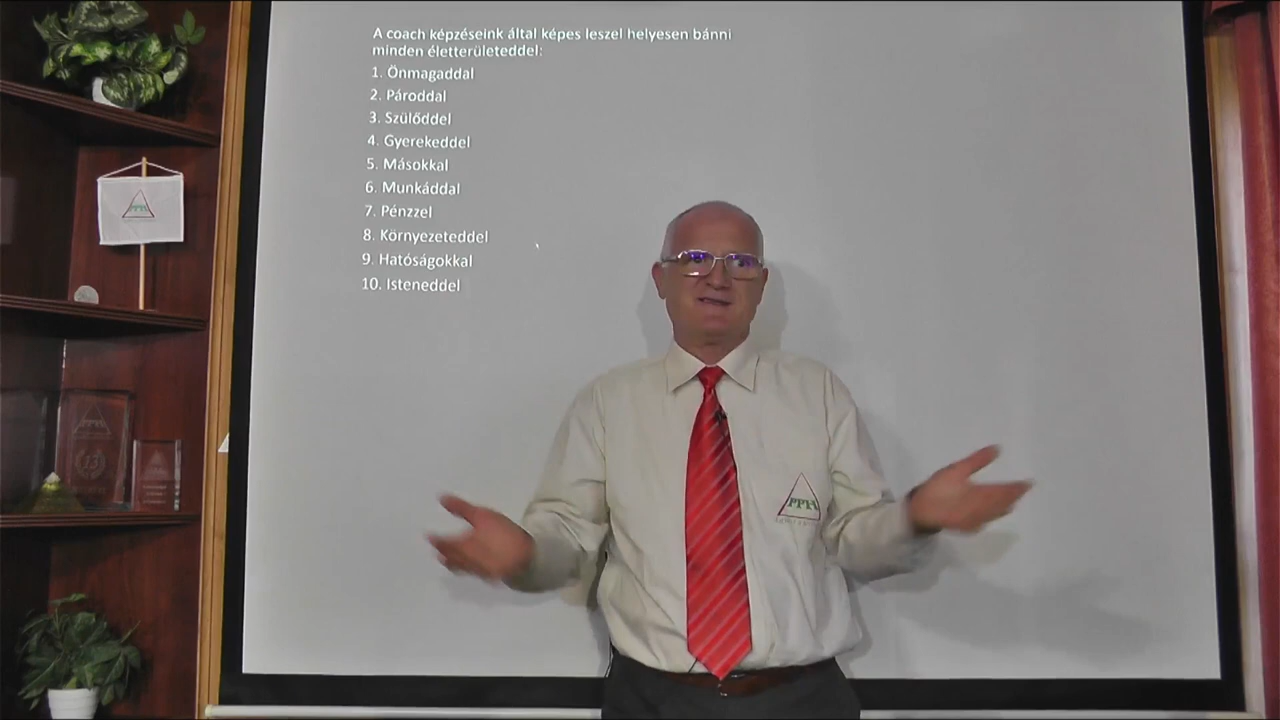 A coach képzéseink által képes leszel helyesen bánni
minden életterületeddel:
1. Önmagaddal
2. Pároddal
3. Szülőddel
4. Gyerekeddel
5. Másokkal
6. Munkáddal
7. Pénzzel
8. Környezeteddel
9. Hatóságokkal
10. Isteneddel